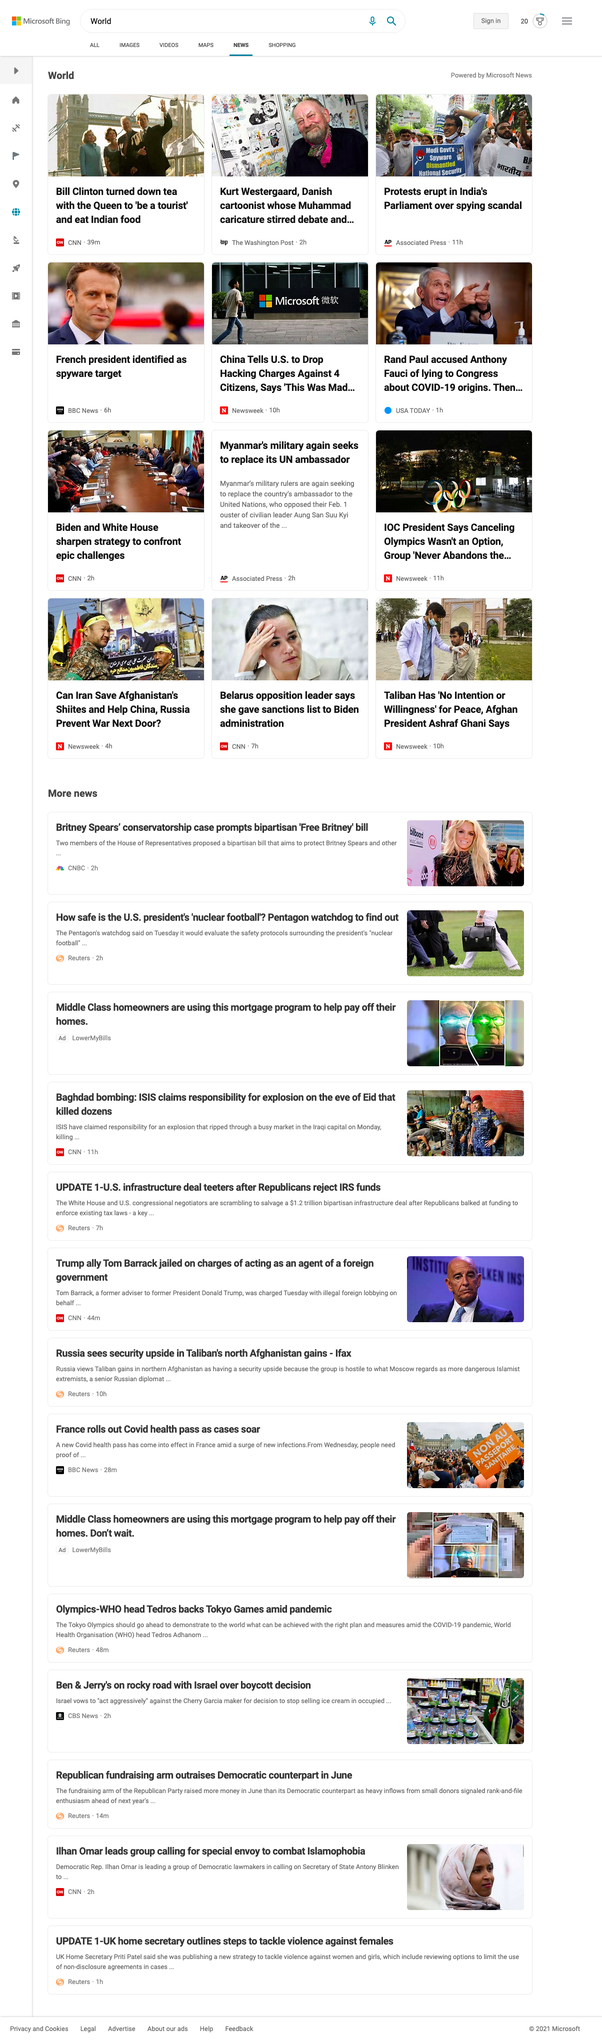 Microsoft Bing
World
Sign in
20
ALL
IMAGES
VIDEOS
MAPS
NEWS
SHOPPING
World
Powered by Microsoft News
Bill Clinton turned down tea
with the Queen to 'be a tourist'
and eat Indian food
CNN · 39m
Kurt Westergaard, Danish
cartoonist whose Muhammad
caricature stirred debate and...
wp The Washington Post · 2h
Modi Govt's
Spyware
Dismantled
National Security
भारतीय
Protests erupt in India's
Parliament over spying scandal
AP Associated Press · 11h
French president identified as
spyware target
BBC News · 6h
Microsoft 微软
China Tells U.S. to Drop
Hacking Charges Against 4
Citizens, Says 'This Was Mad...
N Newsweek · 10h
Rand Paul accused Anthony
Fauci of lying to Congress
about COVID-19 origins. Then...
USA TODAY · 1h
Biden and White House
sharpen strategy to confront
epic challenges
CNN · 2h
Myanmar's military again seeks
to replace its UN ambassador
Myanmar's military rulers are again seeking
to replace the country's ambassador to the
United Nations, who opposed their Feb. 1
ouster of civilian leader Aung San Suu Kyi
and takeover of the ...
AP Associated Press · 2h
IOC President Says Canceling
Olympics Wasn't an Option,
Group 'Never Abandons the...
N Newsweek · 11h
Can Iran Save Afghanistan's
Shiites and Help China, Russia
Prevent War Next Door?
N Newsweek · 4h
Belarus opposition leader says
she gave sanctions list to Biden
administration
CNN · 7h
Taliban Has 'No Intention or
Willingness' for Peace, Afghan
President Ashraf Ghani Says
N Newsweek · 10h
More news
Britney Spears' conservatorship case prompts bipartisan 'Free Britney' bill
Two members of the House of Representatives proposed a bipartisan bill that aims to protect Britney Spears and other
...
CNBC · 2h
billboard
How safe is the U.S. president's 'nuclear football'? Pentagon watchdog to find out
The Pentagon's watchdog said on Tuesday it would evaluate the safety protocols surrounding the president's "nuclear
football" ...
Reuters · 2h
Middle Class homeowners are using this mortgage program to help pay off their
homes.
Ad LowerMyBills
Baghdad bombing: ISIS claims responsibility for explosion on the eve of Eid that
killed dozens
ISIS have claimed responsibility for an explosion that ripped through a busy market in the Iraqi capital on Monday,
killing ...
CNN · 11h
UPDATE 1-U.S. infrastructure deal teeters after Republicans reject IRS funds
The White House and U.S. congressional negotiators are scrambling to salvage a $1.2 trillion bipartisan infrastructure deal after Republicans balked at funding to
enforce existing tax laws - a key ...
Reuters · 7h
Trump ally Tom Barrack jailed on charges of acting as an agent of a foreign
government
Tom Barrack, a former adviser to former President Donald Trump, was charged Tuesday with illegal foreign lobbying on
behalf ...
CNN · 44m
Russia sees security upside in Taliban's north Afghanistan gains - Ifax
Russia views Taliban gains in northern Afghanistan as having a security upside because the group is hostile to what Moscow regards as more dangerous Islamist
extremists, a senior Russian diplomat ...
Reuters · 10h
France rolls out Covid health pass as cases soar
A new Covid health pass has come into effect in France amid a surge of new infections.From Wednesday, people need
proof of ...
BBC News · 28m
NON AU
PASSEPORT
SANITAIRE
Middle Class homeowners are using this mortgage program to help pay off their
homes. Don't wait.
Ad LowerMyBills
Olympics-WHO head Tedros backs Tokyo Games amid pandemic
The Tokyo Olympics should go ahead to demonstrate to the world what can be achieved with the right plan and measures amid the COVID-19 pandemic, World
Health Organisation (WHO) head Tedros Adhanom ...
Reuters · 48m
Ben & Jerry's on rocky road with Israel over boycott decision
Israel vows to "act aggressively" against the Cherry Garcia maker for decision to stop selling ice cream in occupied ...
CBS News · 2h
Republican fundraising arm outraises Democratic counterpart in June
The fundraising arm of the Republican Party raised more money in June than its Democratic counterpart as heavy inflows from small donors signaled rank-and-file
enthusiasm ahead of next year's ...
Reuters · 14m
Ilhan Omar leads group calling for special envoy to combat Islamophobia
Democratic Rep. Ilhan Omar is leading a group of Democratic lawmakers in calling on Secretary of State Antony Blinken
to ...
CNN · 2h
UPDATE 1-UK home secretary outlines steps to tackle violence against females
UK Home Secretary Priti Patel said she was publishing a new strategy to tackle violence against women and girls, which include reviewing options to limit the use
of non-disclosure agreements in cases ...
Reuters · 1h
Privacy and Cookies
Legal
Advertise
About our ads
Help
Feedback
© 2021 Microsoft